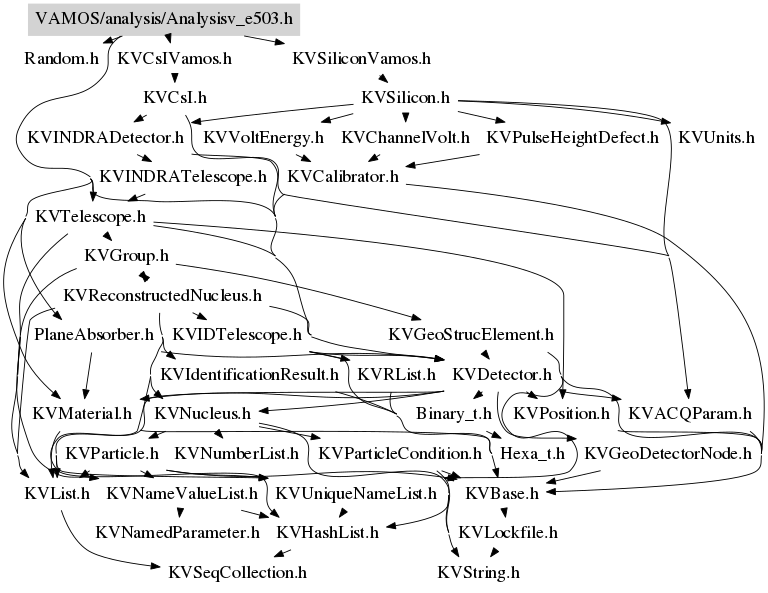 VAMOS/analysis/Analysisv_e503.h
Random.h
KVCsIVamos.h
KVSiliconVamos.h
KVCsI.h
KVSilicon.h
KVINDRADetector.h
KVVoltEnergy.h
KVChannelVolt.h
KVPulseHeightDefect.h
KVUnits.h
KVINDRATelescope.h
KVCalibrator.h
KVTelescope.h
KVGroup.h
KVReconstructedNucleus.h
PlaneAbsorber.h
KVIDTelescope.h
KVGeoStrucElement.h
KVIdentificationResult.h
KVRList.h
KVDetector.h
KVMaterial.h
KVNucleus.h
Binary_t.h
KVPosition.h
KVACQParam.h
KVParticle.h
KVNumberList.h
KVParticleCondition.h
Hexa_t.h
KVGeoDetectorNode.h
KVList.h
KVNameValueList.h
KVUniqueNameList.h
KVBase.h
KVNamedParameter.h
KVHashList.h
KVLockfile.h
KVSeqCollection.h
KVString.h